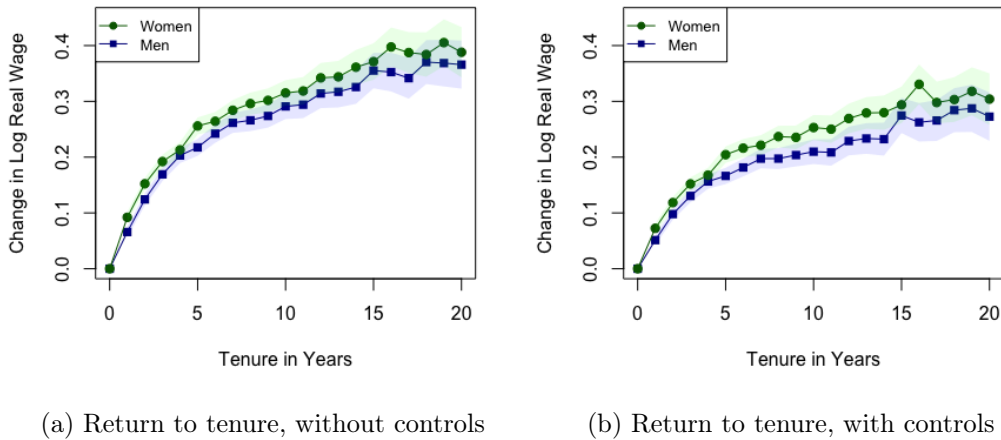 Women
Men
Change in Log Real Wage
0.0
0.1
0.2
0.3
0.4
0
5
10
15
20
Tenure in Years
(a) Return to tenure, without controls
Women
Men
Change in Log Real Wage
0.0
0.1
0.2
0.3
0.4
0
5
10
15
20
Tenure in Years
(b) Return to tenure, with controls